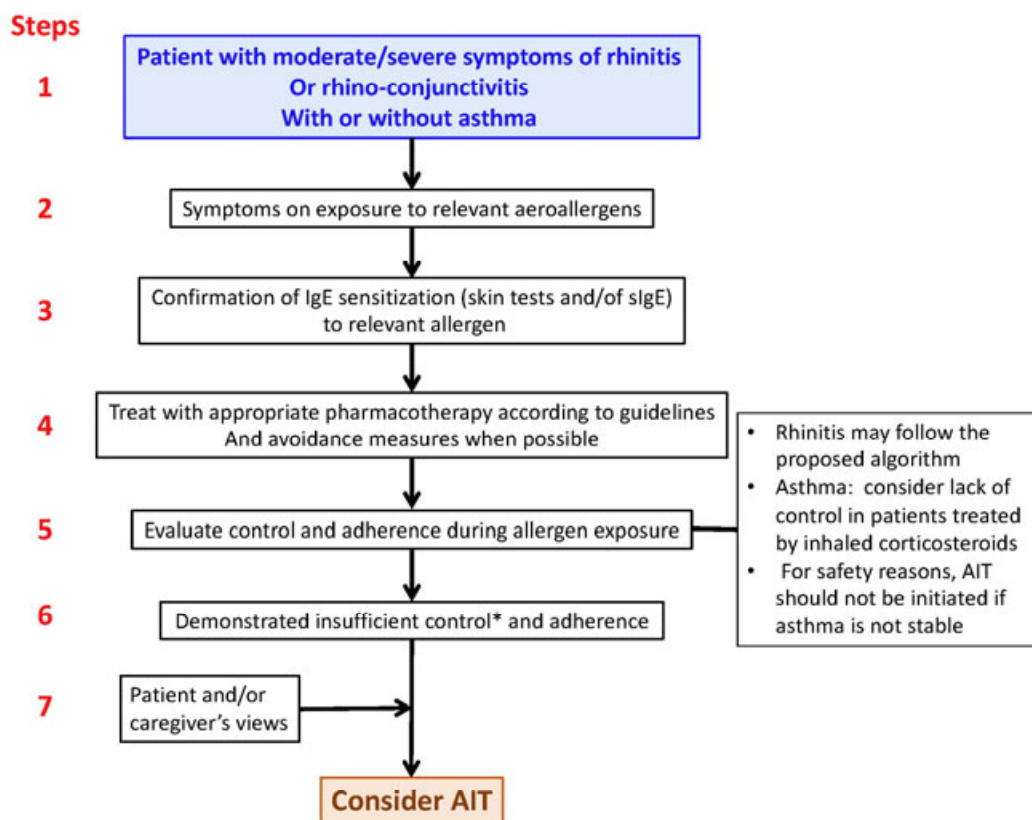 Steps
1
Patient with moderate/severe symptoms of rhinitis
Or rhino-conjunctivitis
With or without asthma
2
Symptoms on exposure to relevant aeroallergens
3
Confirmation of IgE sensitization (skin tests and/of sIgE)
to relevant allergen
4
Treat with appropriate pharmacotherapy according to guidelines
And avoidance measures when possible
5
Evaluate control and adherence during allergen exposure
• Rhinitis may follow the
proposed algorithm
• Asthma: consider lack of
control in patients treated
by inhaled corticosteroids
• For safety reasons, AIT
should not be initiated if
asthma is not stable
6
Demonstrated insufficient control* and adherence
7
Patient and/or
caregiver's views
Consider AIT